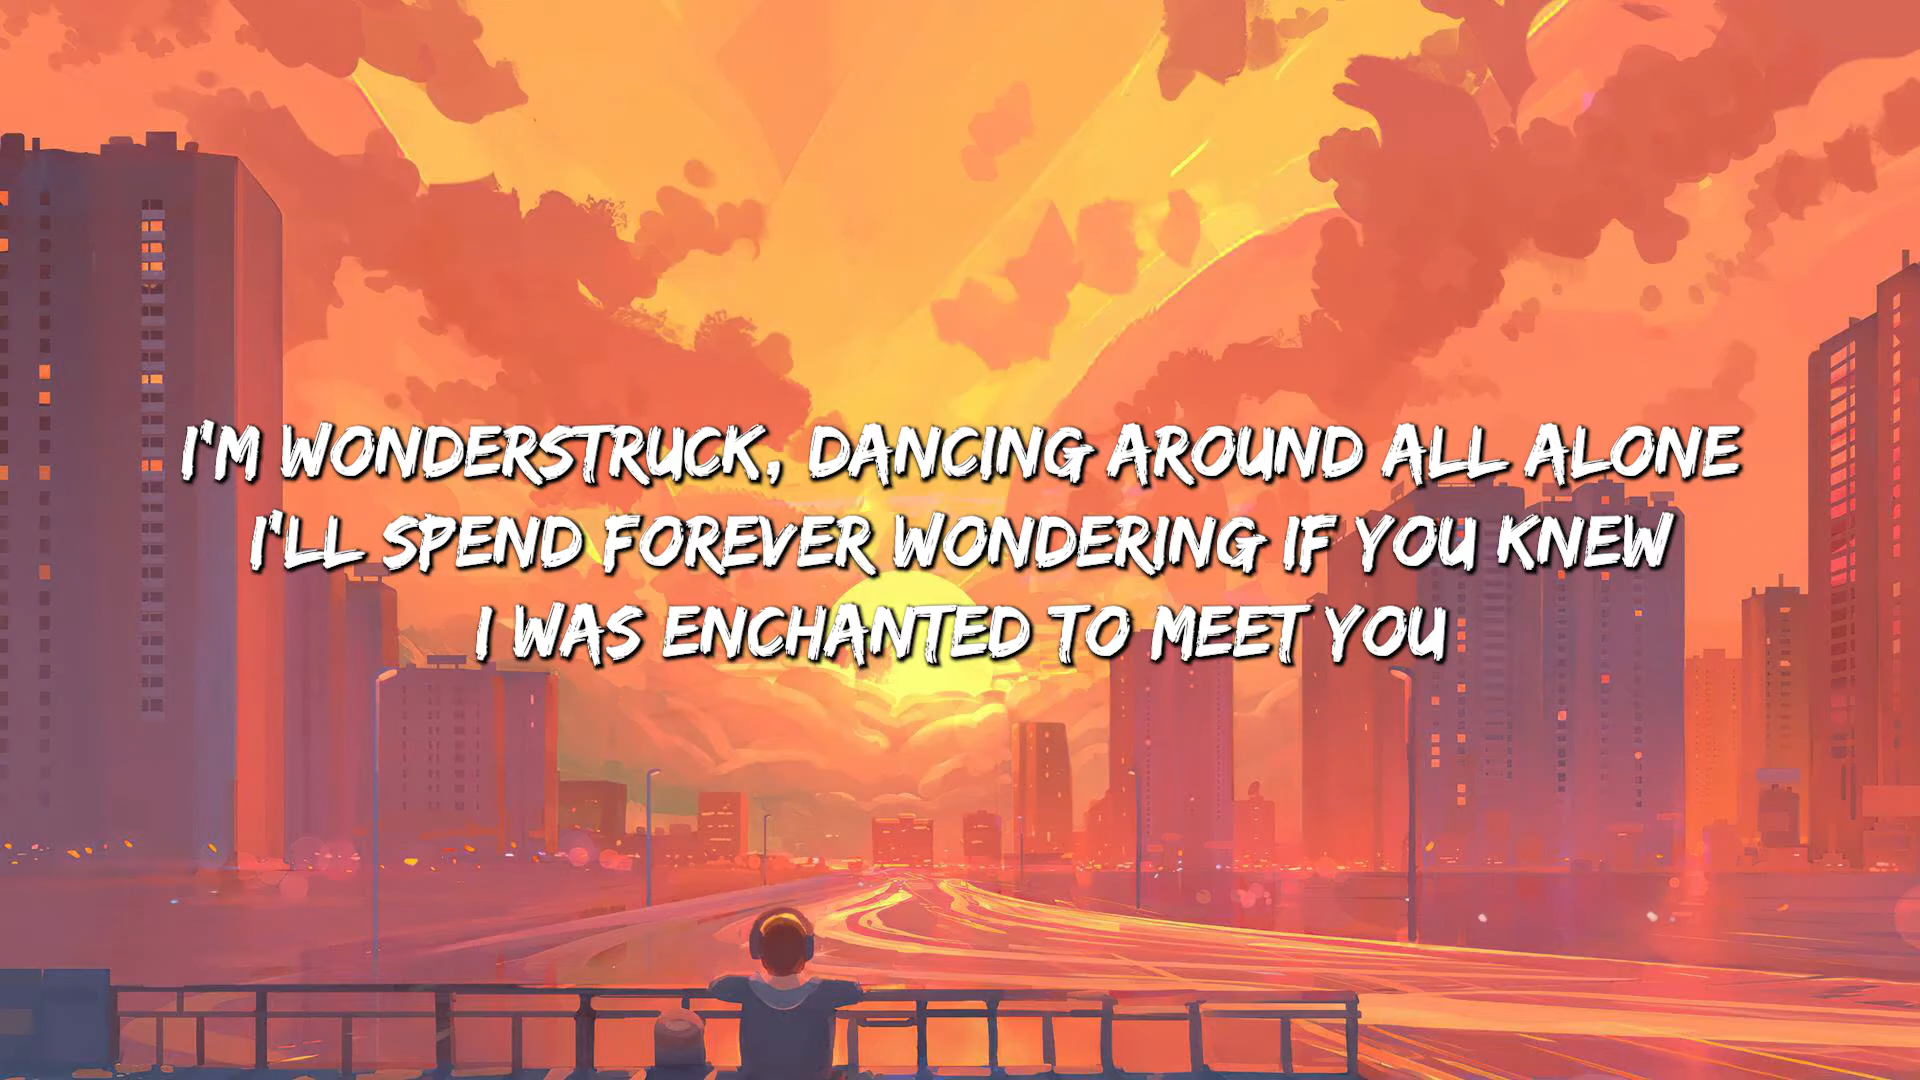 I'M WONDERSTRUCK, DANCING AROUND ALL ALONE
I'LL SPEND FOREVER WONDERING IF YOU KNEW
I WAS ENCHANTED TO MEET YOU